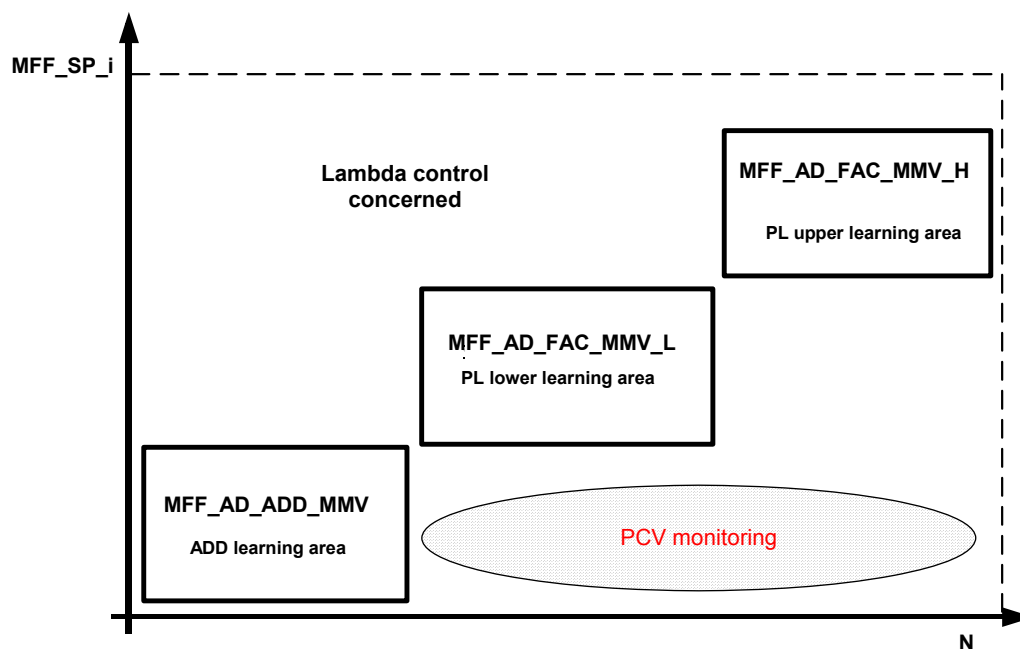 MFF_SP_i
Lambda control
concerned
MFF_AD_FAC_MMV_H
PL upper learning area
MFF_AD_FAC_MMV_L
PL lower learning area
MFF_AD_ADD_MMV
ADD learning area
PCV monitoring
N